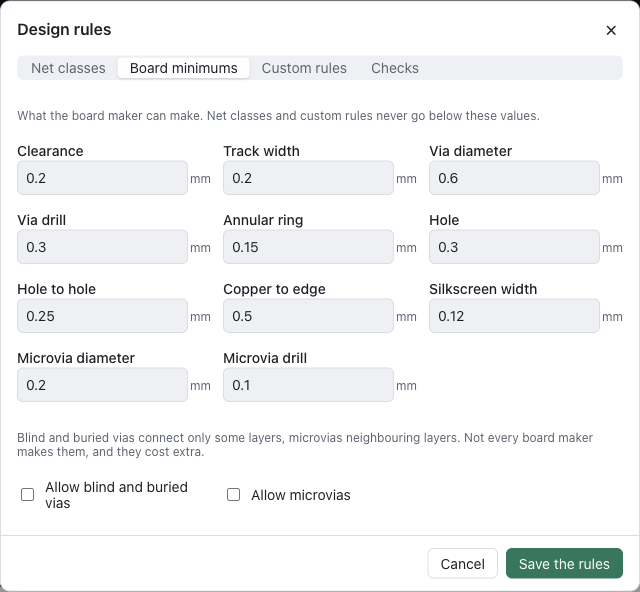 Design rules
Net classes Board minimums Custom rules Checks
What the board maker can make. Net classes and custom rules never go below these values.
Clearance Track width Via diameter
0.2 mm 0.2 mm 0.6 mm
Via drill Annular ring Hole
0.3 mm 0.15 mm 0.3 mm
Hole to hole Copper to edge Silkscreen width
0.25 mm 0.5 mm 0.12 mm
Microvia diameter Microvia drill
0.2 mm 0.1 mm
Blind and buried vias connect only some layers, microvias neighbouring layers. Not every board maker
makes them, and they cost extra.
Allow blind and buried
vias
Allow microvias
Cancel Save the rules